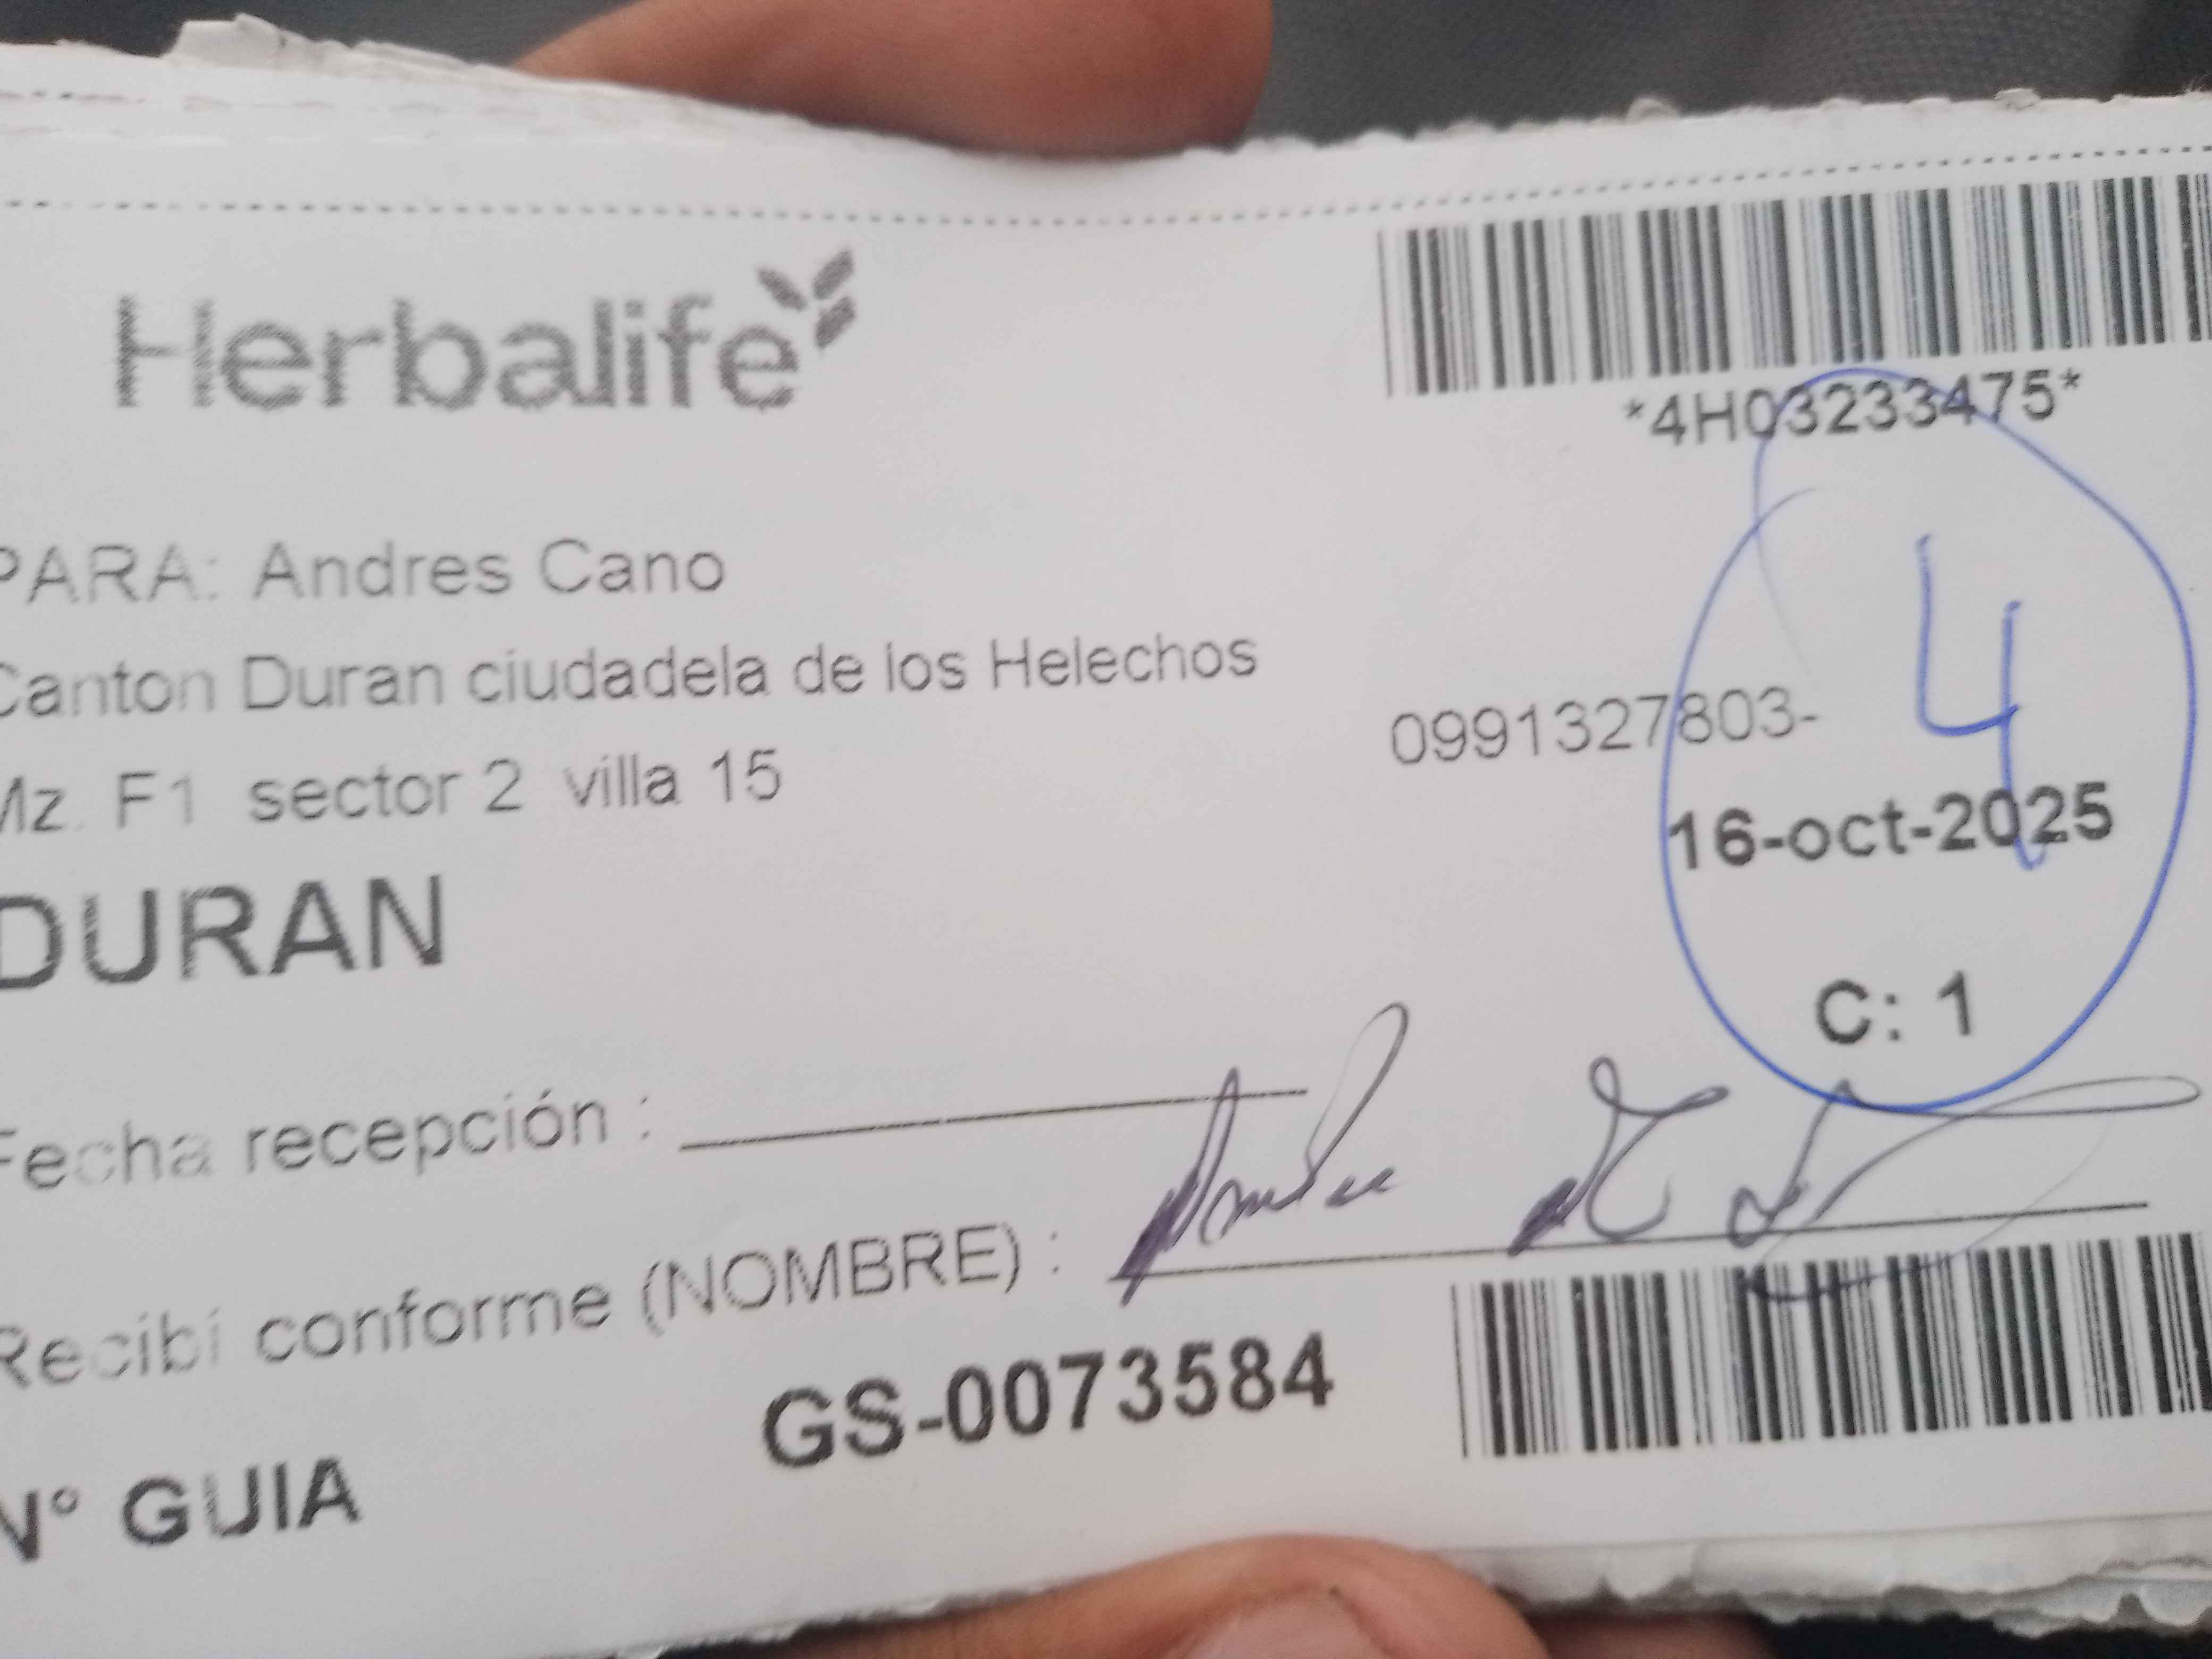 Herbalife
*4H03233475*
PARA: Andres Cano
Canton Duran ciudadela de los Helechos
0991327803-
4
Mz. F1 sector 2 villa 15
16-oct-2025
DURAN
C: 1
Fecha recepción :
Recibí conforme (NOMBRE) :
GS-0073584
N° GUIA